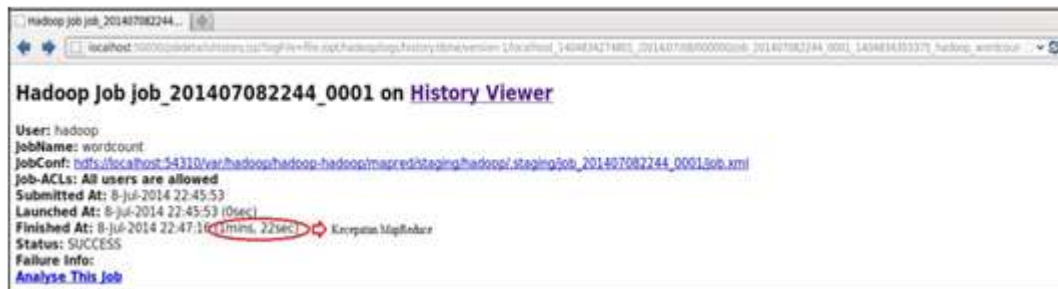 Hadoop job job_201407082244...
Hadoop Job job_201407082244_0001 on History Viewer
User: hadoop
JobName: wordcount
JobConf: hdfs://localhost:54310/var/hadoop/hadoop-hadoop/mapred/staging/hadoop/.staging/job_201407082244_0001/job.xml
Job-ACLs: All users are allowed
Submitted At: 8-Jul-2014 22:45:53
Launched At: 8-Jul-2014 22:45:53 (0sec)
Finished At: 8-Jul-2014 22:47:16 (1mins, 22sec) Kecepatan MapReduce
Status: SUCCESS
Failure Info:
Analyse This Job